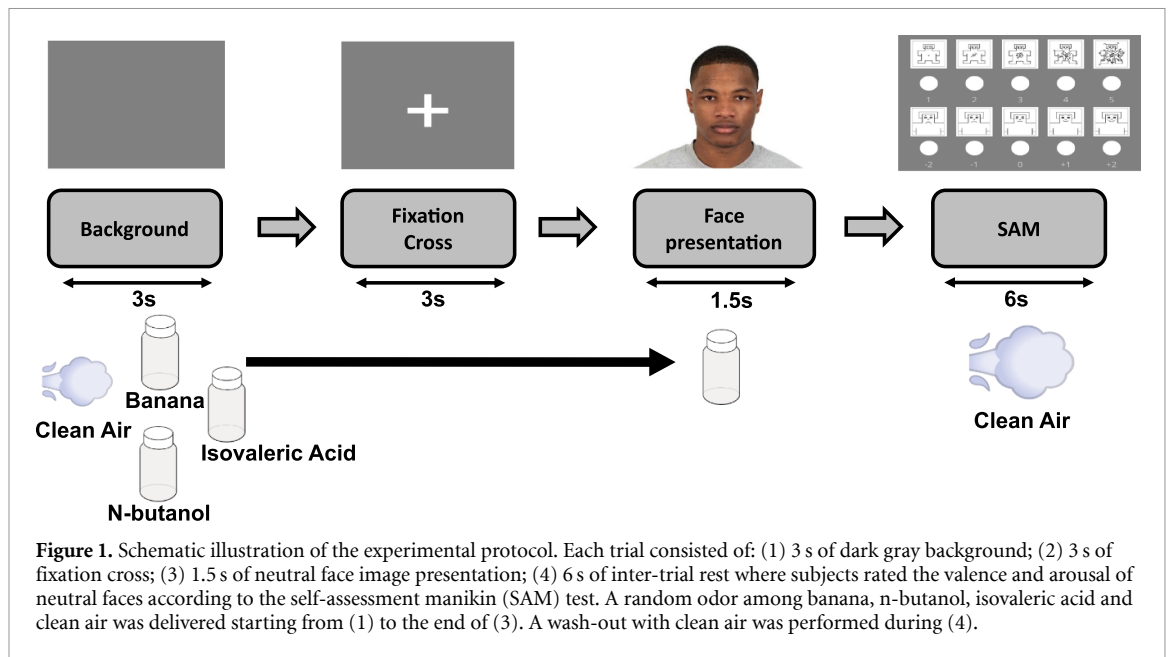 1 2 3 4 5
-2 -1 0 +1 +2
Background
Fixation
Cross
Face
presentation
SAM
3s
3s
1.5s
6s
Banana
Clean Air
Isovaleric Acid
N-butanol
Clean Air
Figure 1. Schematic illustration of the experimental protocol. Each trial consisted of: (1) 3 s of dark gray background; (2) 3 s of
fixation cross; (3) 1.5 s of neutral face image presentation; (4) 6 s of inter-trial rest where subjects rated the valence and arousal of
neutral faces according to the self-assessment manikin (SAM) test. A random odor among banana, n-butanol, isovaleric acid and
clean air was delivered starting from (1) to the end of (3). A wash-out with clean air was performed during (4).